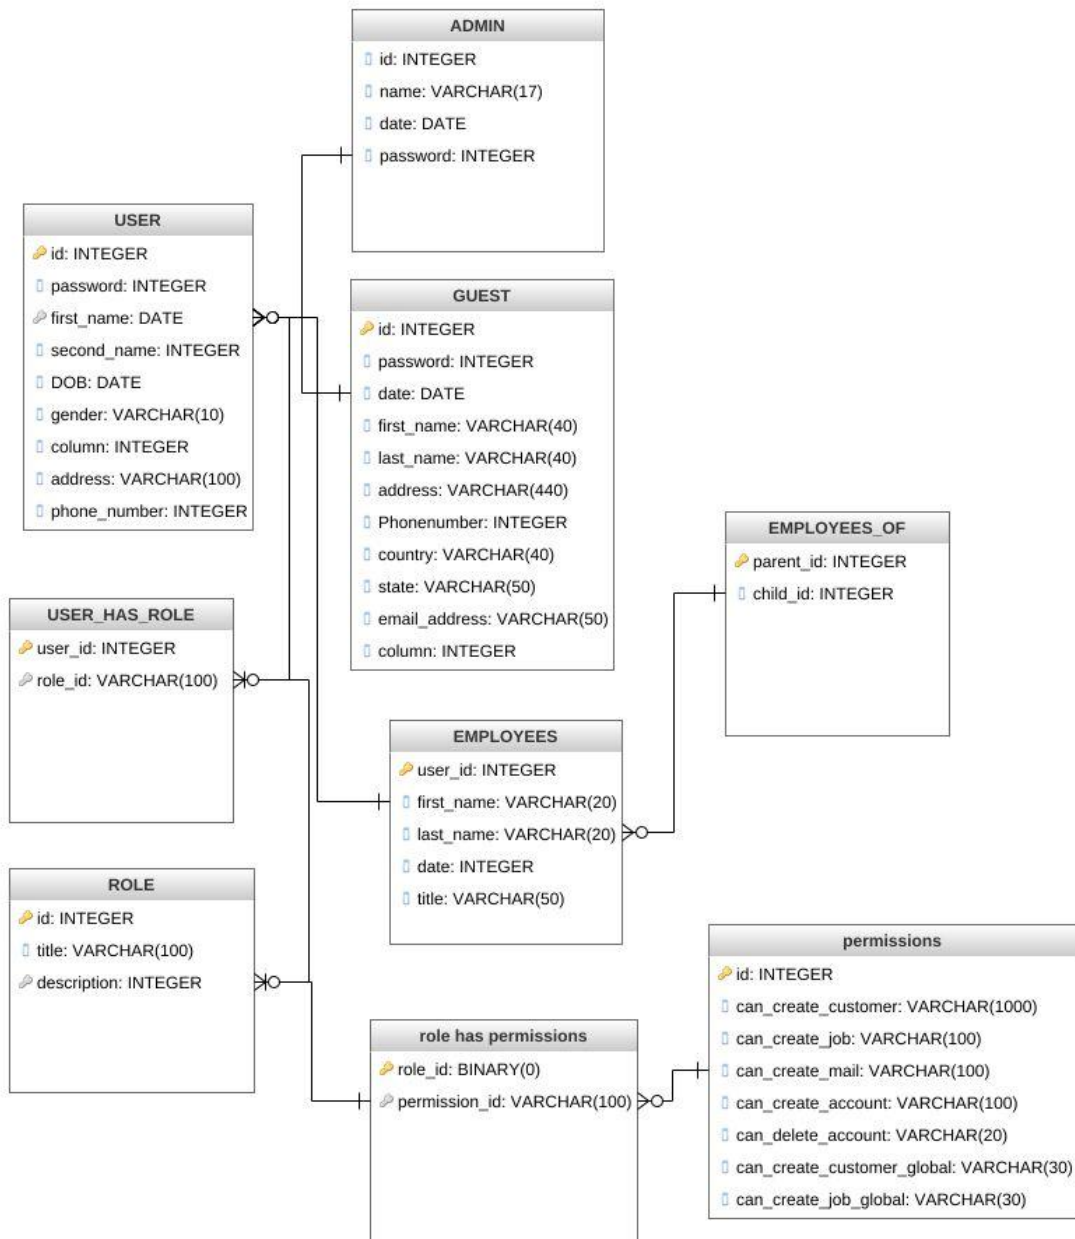 ADMIN
id: INTEGER
name: VARCHAR(17)
date: DATE
password: INTEGER
USER
id: INTEGER
password: INTEGER
first_name: DATE
second_name: INTEGER
DOB: DATE
gender: VARCHAR(10)
column: INTEGER
address: VARCHAR(100)
phone_number: INTEGER
GUEST
id: INTEGER
password: INTEGER
date: DATE
first_name: VARCHAR(40)
last_name: VARCHAR(40)
address: VARCHAR(440)
Phonenumber: INTEGER
country: VARCHAR(40)
state: VARCHAR(50)
email_address: VARCHAR(50)
column: INTEGER
EMPLOYEES_OF
parent_id: INTEGER
child_id: INTEGER
USER_HAS_ROLE
user_id: INTEGER
role_id: VARCHAR(100)
EMPLOYEES
user_id: INTEGER
first_name: VARCHAR(20)
last_name: VARCHAR(20)
date: INTEGER
title: VARCHAR(50)
ROLE
id: INTEGER
title: VARCHAR(100)
description: INTEGER
permissions
id: INTEGER
can_create_customer: VARCHAR(1000)
can_create_job: VARCHAR(100)
can_create_mail: VARCHAR(100)
can_create_account: VARCHAR(100)
can_delete_account: VARCHAR(20)
can_create_customer_global: VARCHAR(30)
can_create_job_global: VARCHAR(30)
role has permissions
role_id: BINARY(0)
permission_id: VARCHAR(100)